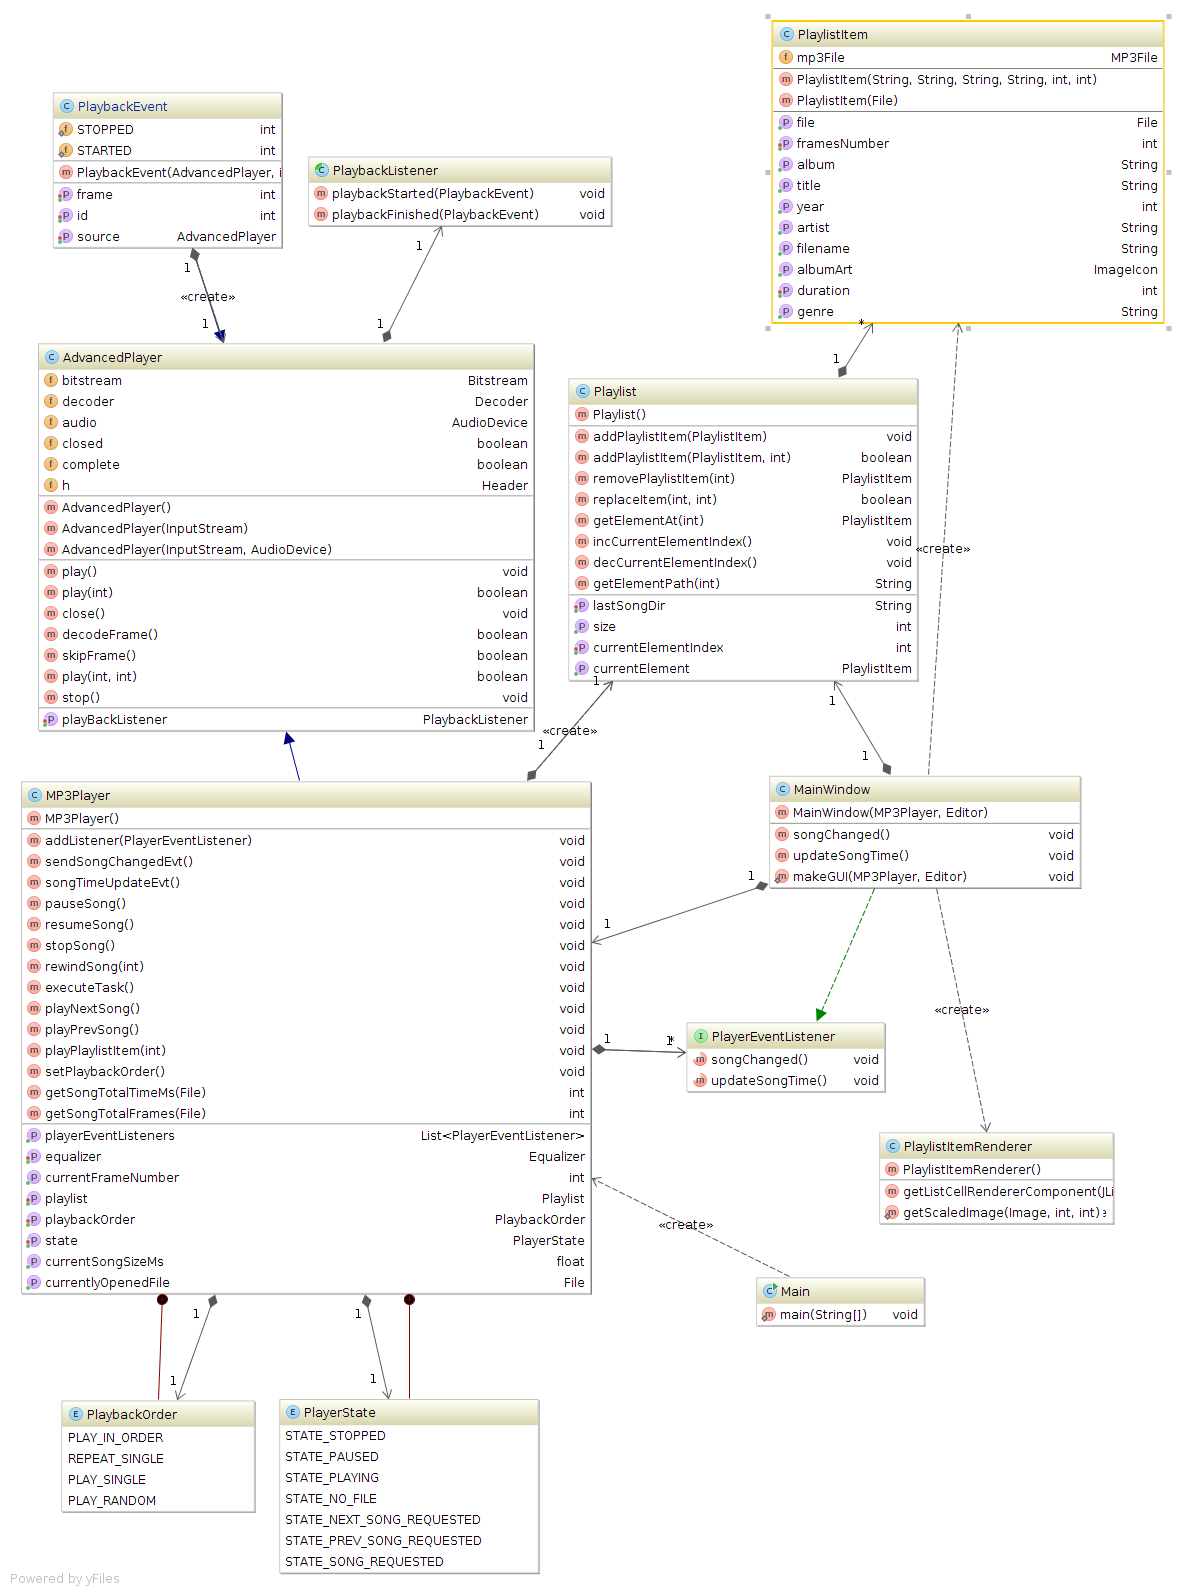 PlaylistItem
mp3File MP3File
PlaylistItem(String, String, String, String, int, int)
PlaylistItem(File)
file File
framesNumber int
album String
title String
year int
artist String
filename String
albumArt ImageIcon
duration int
genre String
PlaybackEvent
STOPPED int
STARTED int
PlaybackEvent(AdvancedPlayer, i
frame int
id int
source AdvancedPlayer
PlaybackListener
playbackStarted(PlaybackEvent) void
playbackFinished(PlaybackEvent) void
1
«create»
1
1
1
*
1
AdvancedPlayer
bitstream Bitstream
decoder Decoder
audio AudioDevice
closed boolean
complete boolean
h Header
AdvancedPlayer()
AdvancedPlayer(InputStream)
AdvancedPlayer(InputStream, AudioDevice)
play() void
play(int) boolean
close() void
decodeFrame() boolean
skipFrame() boolean
play(int, int) boolean
stop() void
playBackListener PlaybackListener
Playlist
Playlist()
addPlaylistItem(PlaylistItem) void
addPlaylistItem(PlaylistItem, int) boolean
removePlaylistItem(int) PlaylistItem
replaceItem(int, int) boolean
getElementAt(int) PlaylistItem
incCurrentElementIndex() void
decCurrentElementIndex() void
getElementPath(int) String
lastSongDir String
size int
currentElementIndex int
currentElement PlaylistItem
«create»
1
«create»
1
1
1
MP3Player
MP3Player()
addListener(PlayerEventListener) void
sendSongChangedEvt() void
songTimeUpdateEvt() void
pauseSong() void
resumeSong() void
stopSong() void
rewindSong(int) void
executeTask() void
playNextSong() void
playPrevSong() void
playPlaylistItem(int) void
setPlaybackOrder() void
getSongTotalTimeMs(File) int
getSongTotalFrames(File) int
playerEventListeners List<PlayerEventListener>
equalizer Equalizer
currentFrameNumber int
playlist Playlist
playbackOrder PlaybackOrder
state PlayerState
currentSongSizeMs float
currentlyOpenedFile File
MainWindow
MainWindow(MP3Player, Editor)
songChanged() void
updateSongTime() void
makeGUI(MP3Player, Editor) void
1
1
«create»
1
1
*
PlayerEventListener
songChanged() void
updateSongTime() void
PlaylistItemRenderer
PlaylistItemRenderer()
getListCellRendererComponent(JLi
getScaledImage(Image, int, int)
«create»
Main
main(String[]) void
1
1
1
1
PlaybackOrder
PLAY_IN_ORDER
REPEAT_SINGLE
PLAY_SINGLE
PLAY_RANDOM
PlayerState
STATE_STOPPED
STATE_PAUSED
STATE_PLAYING
STATE_NO_FILE
STATE_NEXT_SONG_REQUESTED
STATE_PREV_SONG_REQUESTED
STATE_SONG_REQUESTED
Powered by yFiles